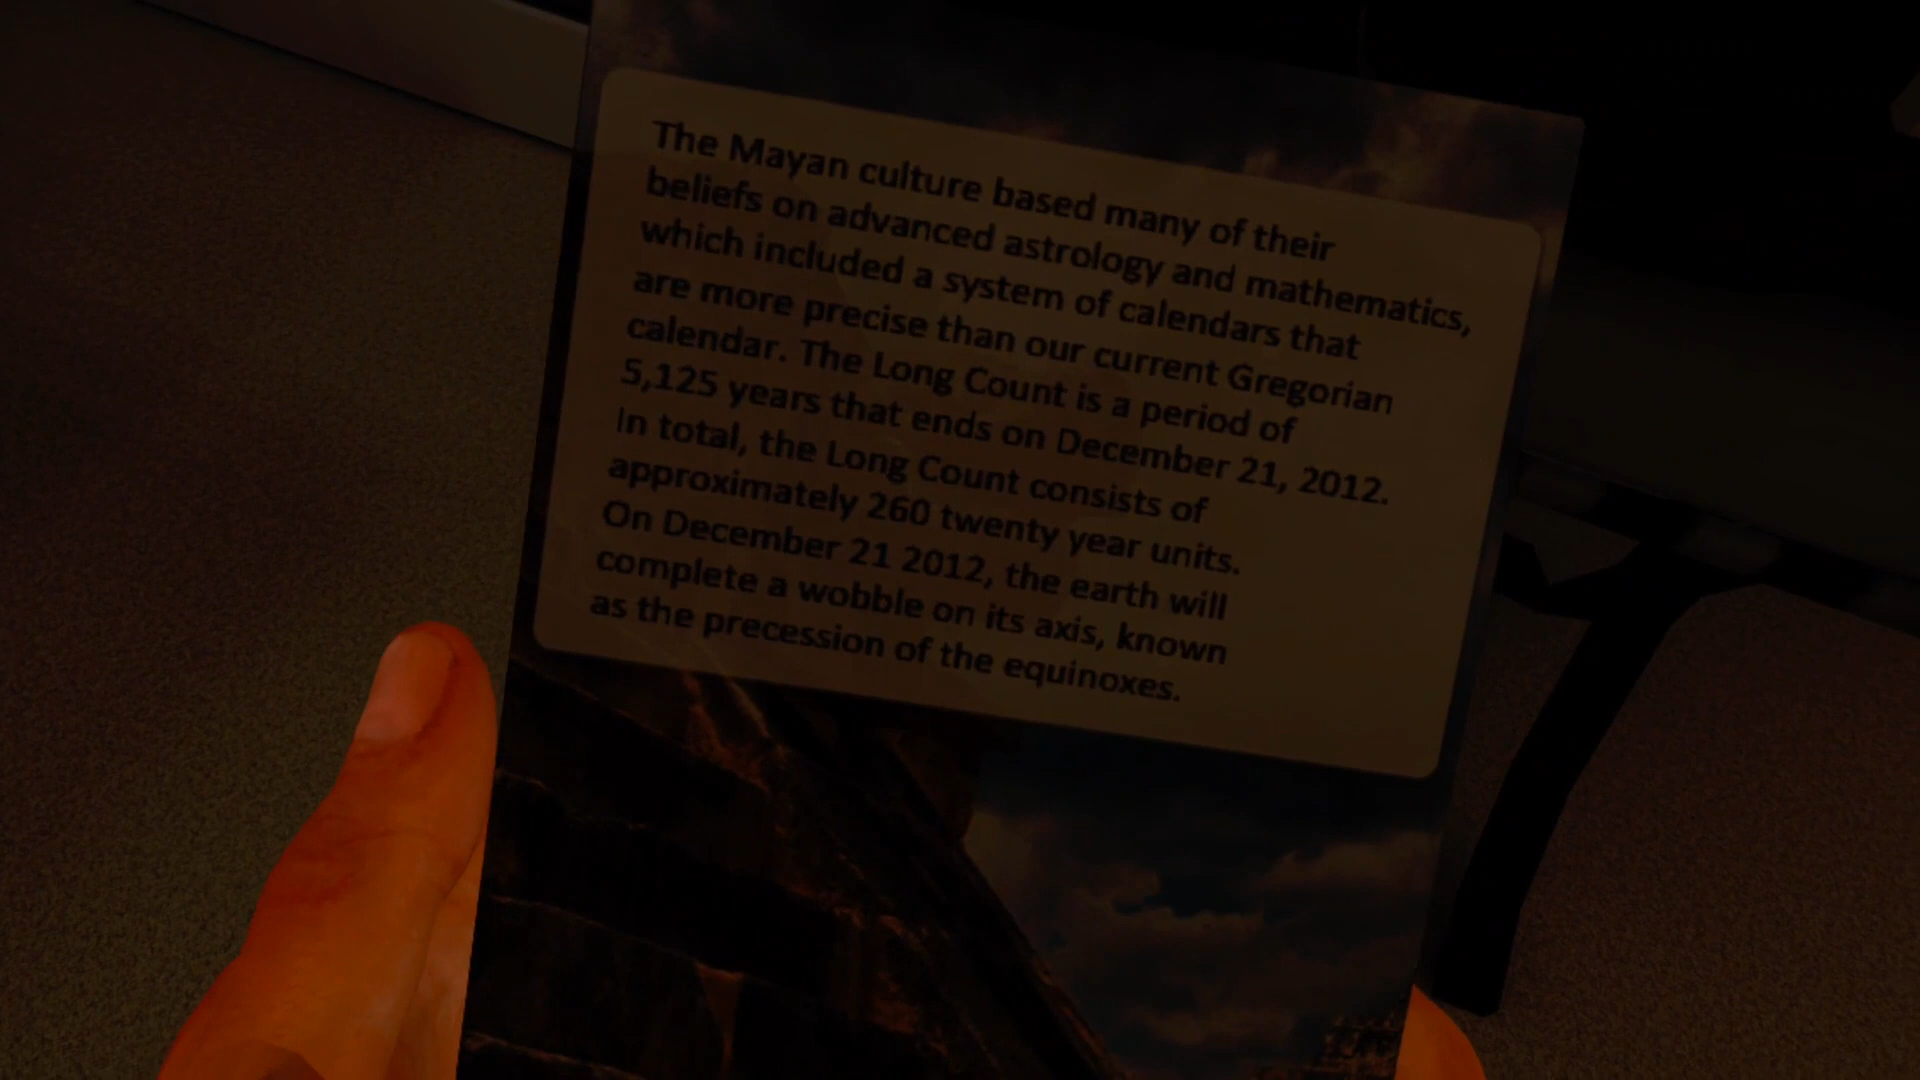 The Mayan culture based many of their
beliefs on advanced astrology and mathematics,
which included a system of calendars that
are more precise than our current Gregorian
calendar. The Long Count is a period of
5,125 years that ends on December 21, 2012.
In total, the Long Count consists of
approximately 260 twenty year units.
On December 21 2012, the earth will
complete a wobble on its axis, known
as the precession of the equinoxes.